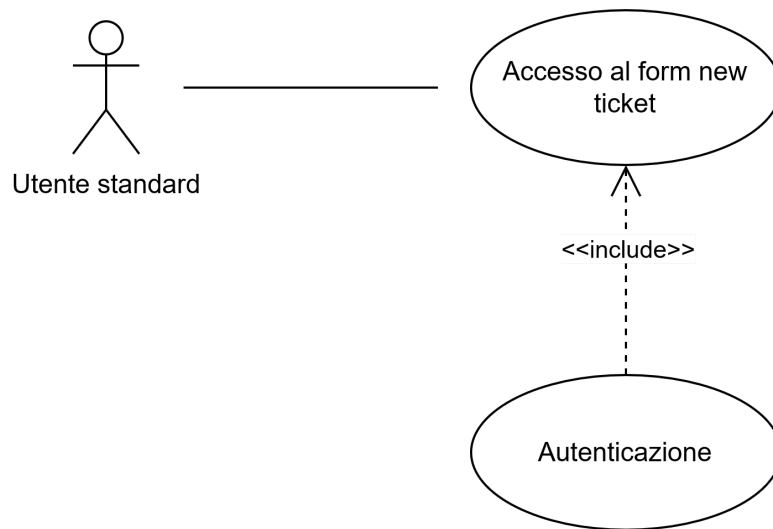 Accesso al form new
ticket
Utente standard
<<include>>
Autenticazione